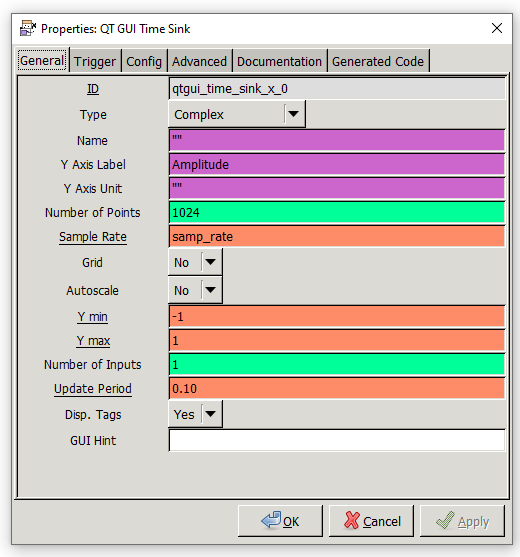 Properties: QT GUI Time Sink
General Trigger Config Advanced Documentation Generated Code
ID qtgui_time_sink_x_0
Type Complex
Name ""
Y Axis Label Amplitude
Y Axis Unit ""
Number of Points 1024
Sample Rate samp_rate
Grid No
Autoscale No
Y min -1
Y max 1
Number of Inputs 1
Update Period 0.10
Disp. Tags Yes
GUI Hint
OK Cancel Apply